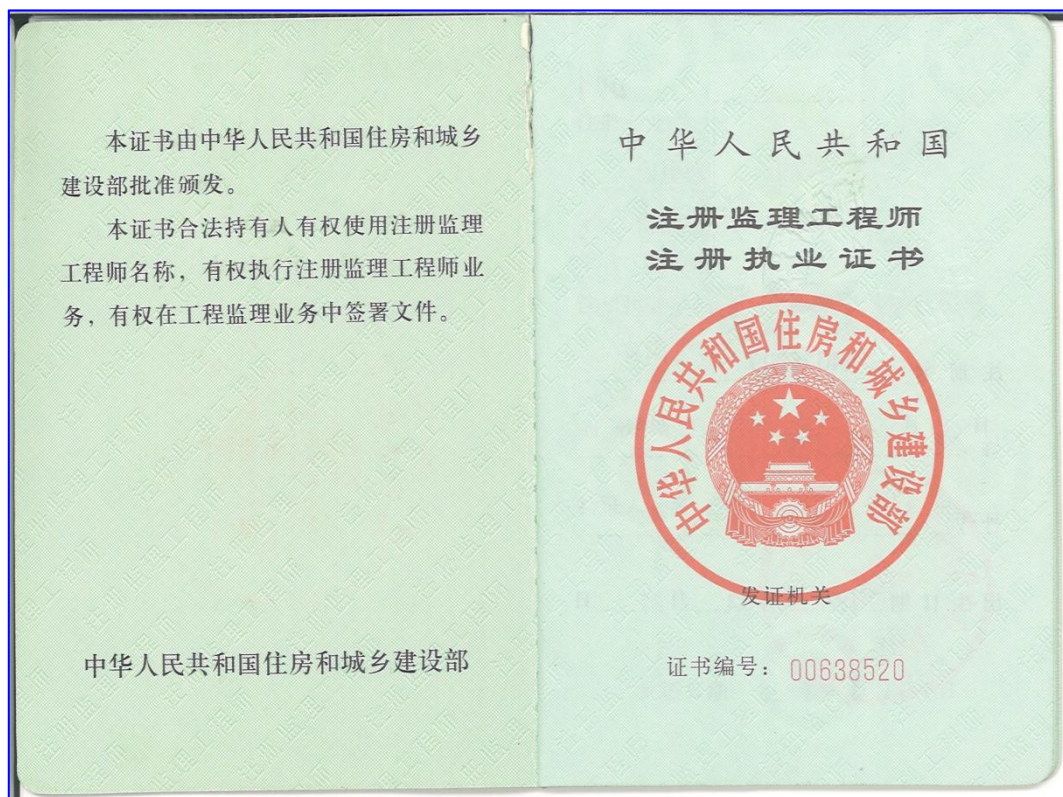 本证书由中华人民共和国住房和城乡
建设部批准颁发。
本证书合法持有人有权使用注册监理
工程师名称，有权执行注册监理工程师业
务，有权在工程监理业务中签署文件。
中华人民共和国住房和城乡建设部
中华人民共和国
注册监理工程师
注册执业证书
中华人民共和国住房和城乡建设部
发证机关
证书编号：00638520